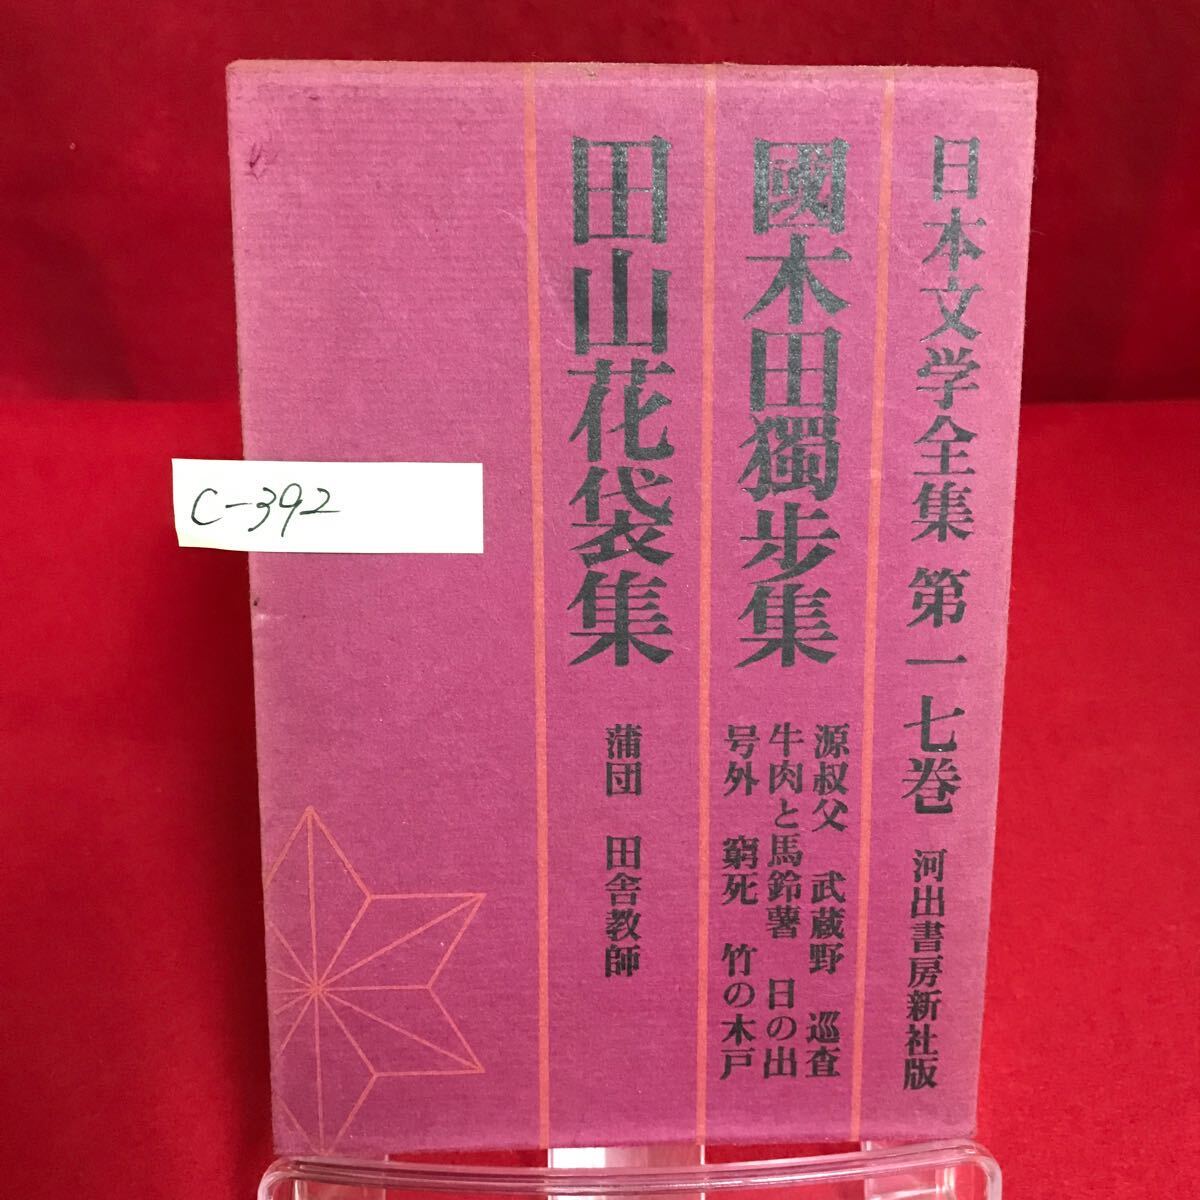 日本文学全集 第一七巻 河出書房新社版
國木田獨步集
源叔父 武蔵野 巡査
牛肉と馬鈴薯 日の出
号外 窮死 竹の木戸
田山花袋集
蒲団 田舎教師
C-392